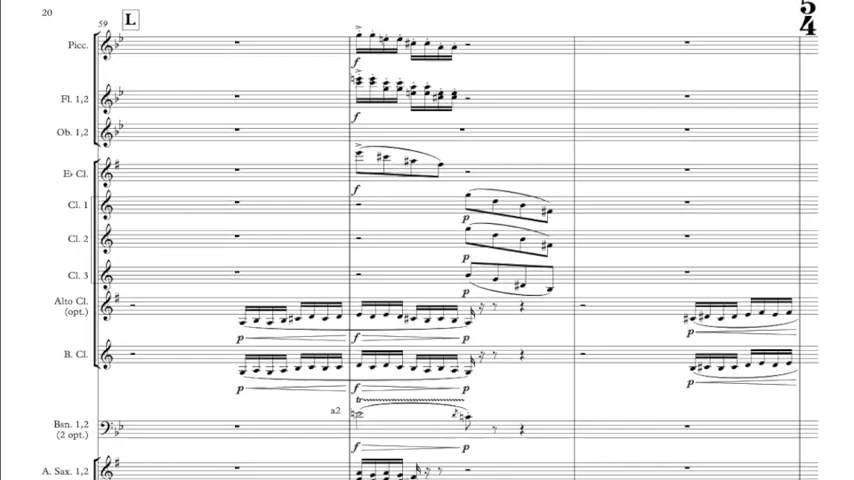 20
59 L
5
4
Picc.
f
Fl. 1,2
f
Ob. 1,2
E♭ Cl.
f
Cl. 1
p
Cl. 2
p
Cl. 3
p
Alto Cl.
(opt.)
p f p p
B. Cl.
p f p p
tr
a2
Bsn. 1,2
(2 opt.)
f p
A. Sax. 1,2